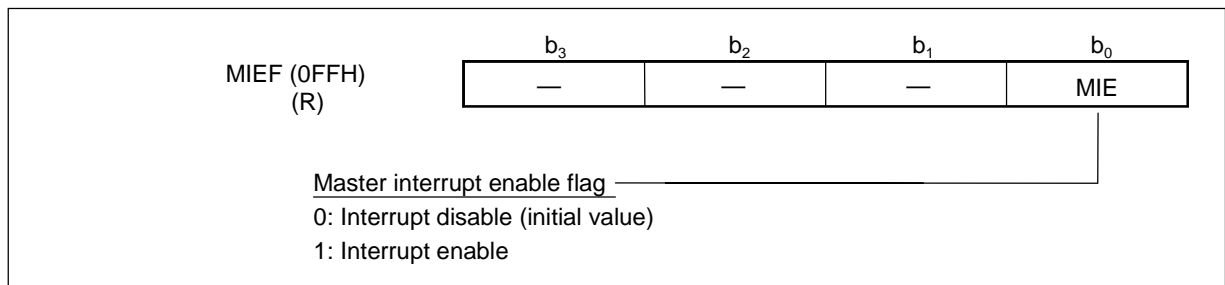 b3 b2 b1 b0
MIEF (0FFH)
(R)
— — — MIE
Master interrupt enable flag
0: Interrupt disable (initial value)
1: Interrupt enable